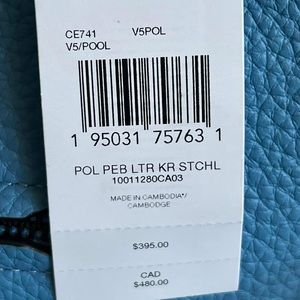 CE741 V5POL
V5/POOL
1 95031 75763 1
POL PEB LTR KR STCHL
10011280CA03
MADE IN CAMBODIA*/
CAMBODGE
$395.00
CAD
$480.00